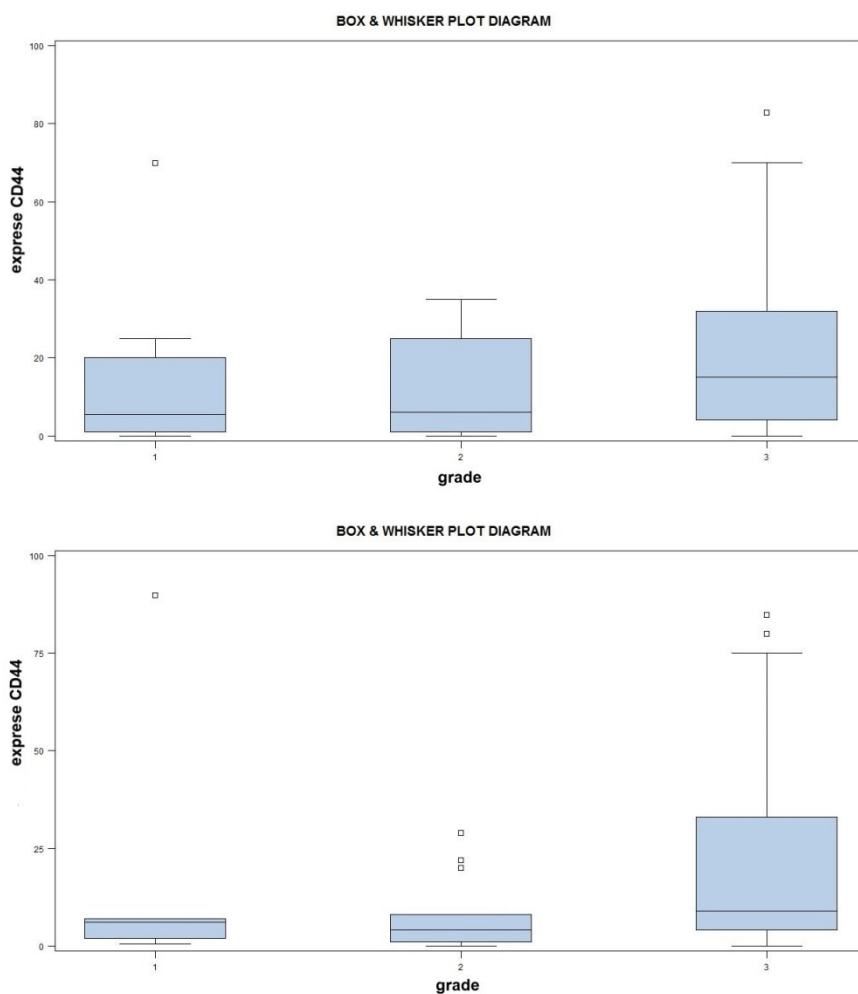 BOX & WHISKER PLOT DIAGRAM
100
80
60
40
20
0
exprese CD44
1 2 3
grade
BOX & WHISKER PLOT DIAGRAM
100
75
50
25
0
exprese CD44
1 2 3
grade